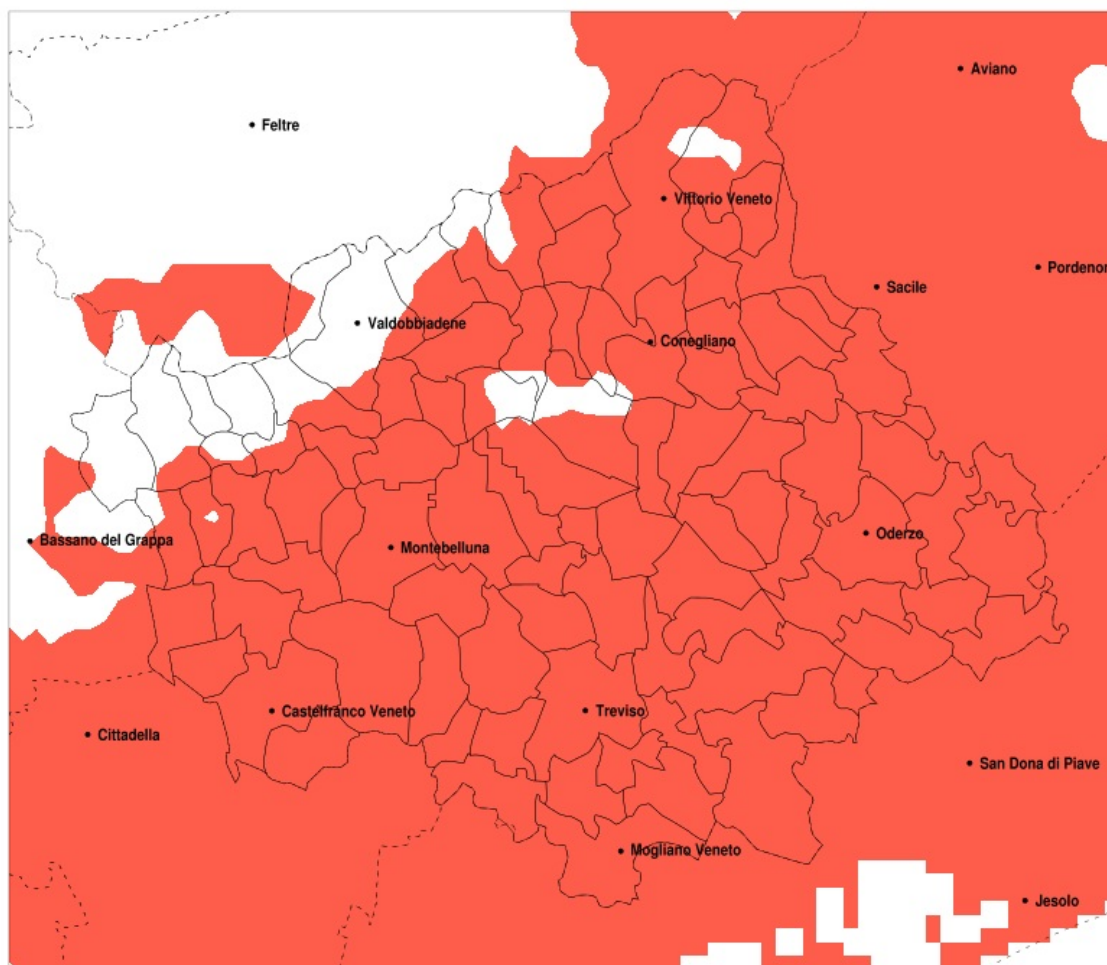 Aviano
Feltre
Vittorio Veneto
Pordenon
Sacile
Valdobbiadene
Conegliano
Oderzo
Bassano del Grappa
Montebelluna
Castelfranco Veneto
Treviso
Cittadella
San Dona di Piave
Mogliano Veneto
Jesolo